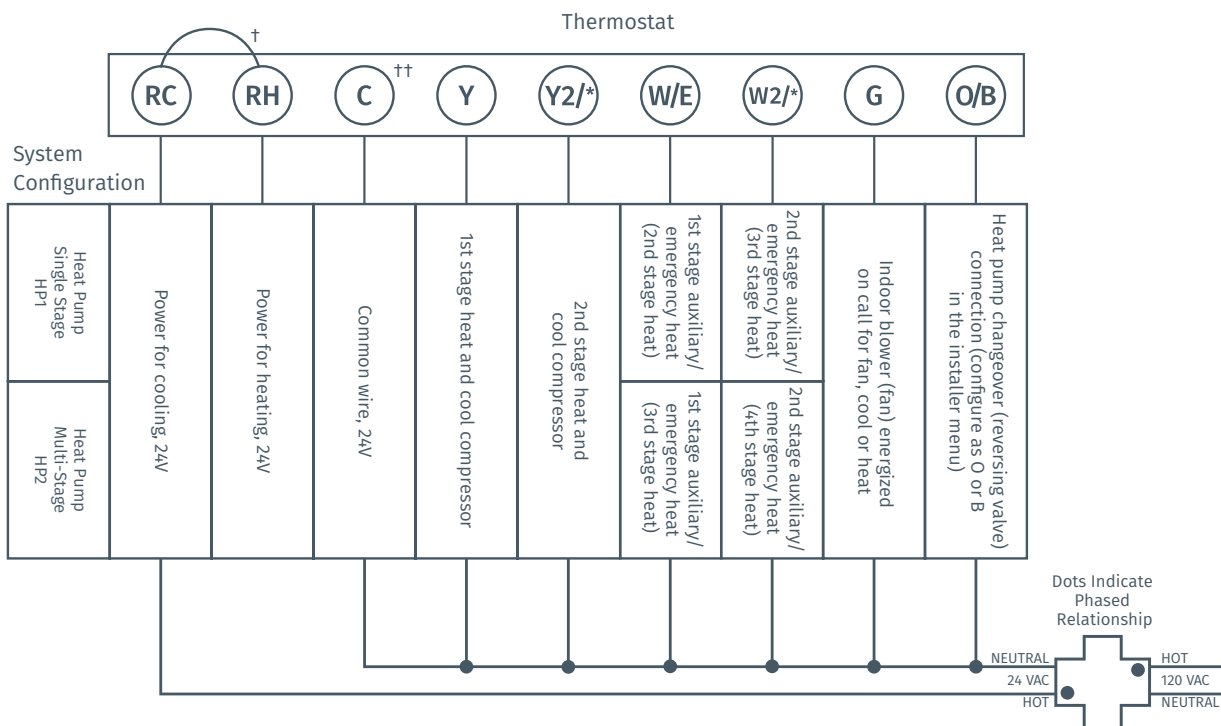 Thermostat
†
RC
RH
C
††
Y
Y2/*
W/E
W2/*
G
O/B
System
Configuration
Heat Pump
Single Stage
HP1
Heat Pump
Multi-Stage
HP2
Power for cooling, 24V
Power for heating, 24V
Common wire, 24V
1st stage heat and cool compressor
2nd stage heat and
cool compressor
1st stage auxiliary/
emergency heat
(2nd stage heat)
1st stage auxiliary/
emergency heat
(3rd stage heat)
2nd stage auxiliary/
emergency heat
(3rd stage heat)
2nd stage auxiliary/
emergency heat
(4th stage heat)
Indoor blower (fan) energized
on call for fan, cool or heat
Heat pump changeover (reversing valve)
connection (configure as O or B
in the installer menu)
Dots Indicate
Phased
Relationship
NEUTRAL
24 VAC
HOT
HOT
120 VAC
NEUTRAL